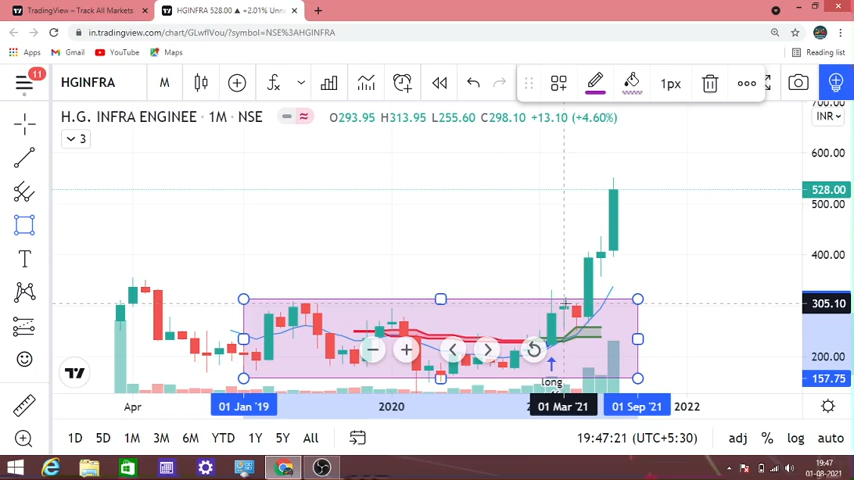 TradingView – Track All Markets
HGINFRA 528.00 ▲ +2.01% Unna
in.tradingview.com/chart/GLwfIVou/?symbol=NSE%3AHGINFRA
Apps Gmail YouTube Maps Reading list
11
HGINFRA M 1px
H.G. INFRA ENGINEE · 1M · NSE O293.95 H313.95 L255.60 C298.10 +13.10 (+4.60%) INR
3
700.00
600.00
528.00
500.00
400.00
305.10
200.00
157.75
long
Apr 01 Jan '19 2020 01 Mar '21 01 Sep '21 2022
1D 5D 1M 3M 6M YTD 1Y 5Y All 19:47:21 (UTC+5:30) adj % log auto
19:47
01-08-2021